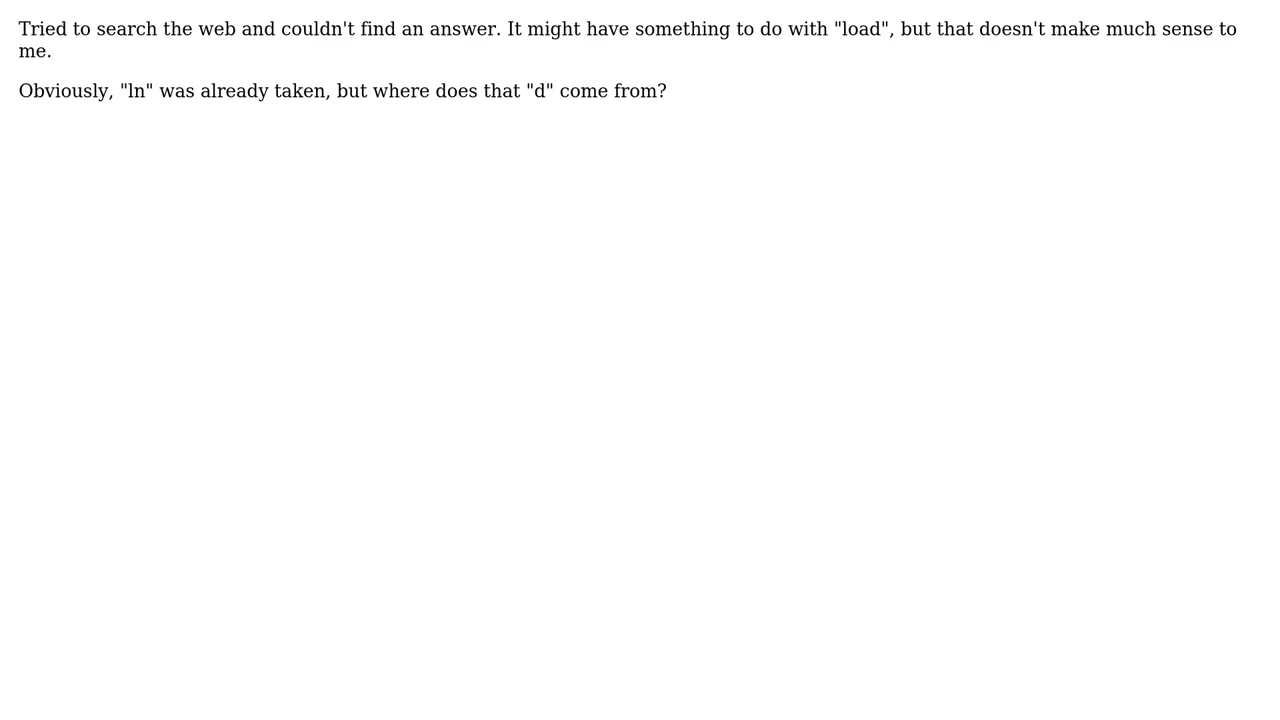 Tried to search the web and couldn't find an answer. It might have something to do with "load", but that doesn't make much sense to
me.
Obviously, "ln" was already taken, but where does that "d" come from?